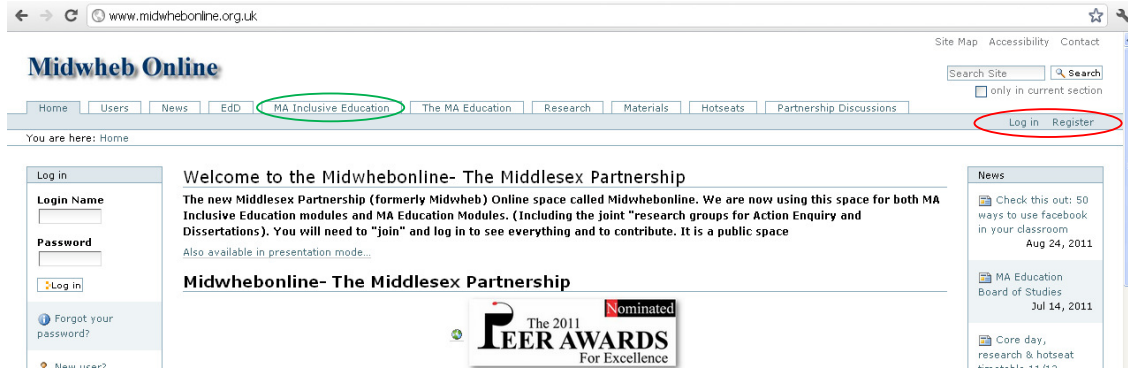 www.midwhebonline.org.uk
Site Map Accessibility Contact
Midwheb Online
Search Site Search
only in current section
Home Users News EdD MA Inclusive Education The MA Education Research Materials Hotseats Partnership Discussions
Log in Register
You are here: Home
Log in
Login Name
Password
Log in
Forgot your
password?
New user?
Welcome to the Midwhebonline- The Middlesex Partnership
The new Middlesex Partnership (formerly Midwheb) Online space called Midwhebonline. We are now using this space for both MA
Inclusive Education modules and MA Education Modules. (Including the joint "research groups for Action Enquiry and
Dissertations). You will need to "join" and log in to see everything and to contribute. It is a public space
Also available in presentation mode...
Midwhebonline- The Middlesex Partnership
Nominated
The 2011
PEER AWARDS
For Excellence
News
Check this out: 50
ways to use facebook
in your classroom
Aug 24, 2011
MA Education
Board of Studies
Jul 14, 2011
Core day,
research & hotseat
timetable 11/12